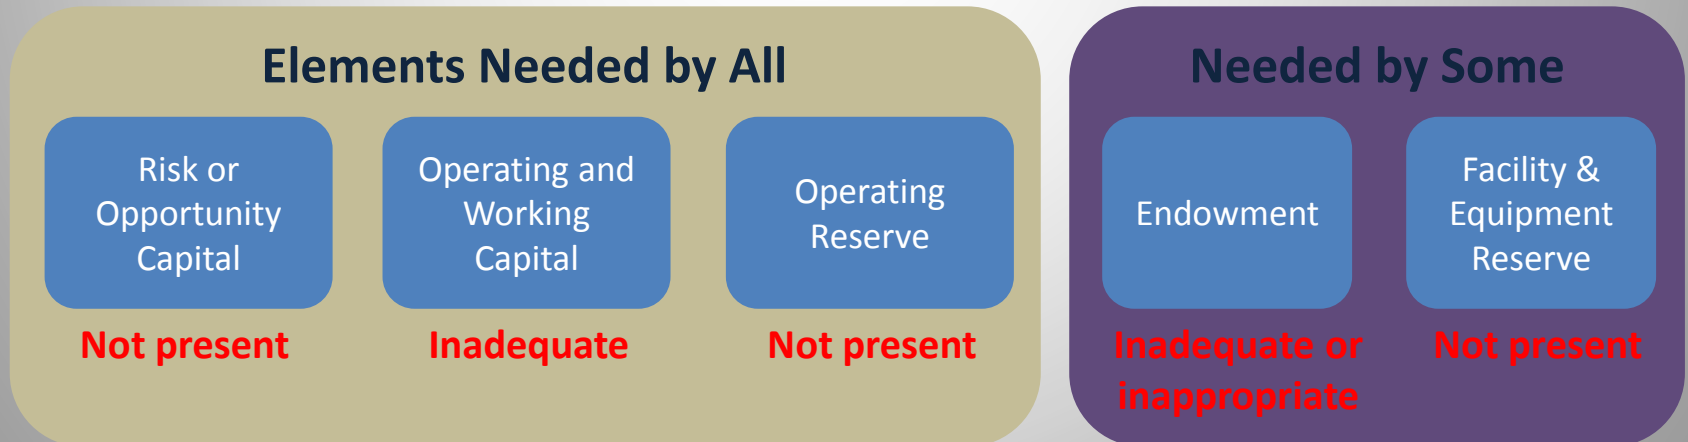 Elements Needed by All
Risk or
Opportunity
Capital
Not present
Operating and
Working
Capital
Inadequate
Operating
Reserve
Not present
Needed by Some
Endowment
Inadequate or
inappropriate
Facility &
Equipment
Reserve
Not present